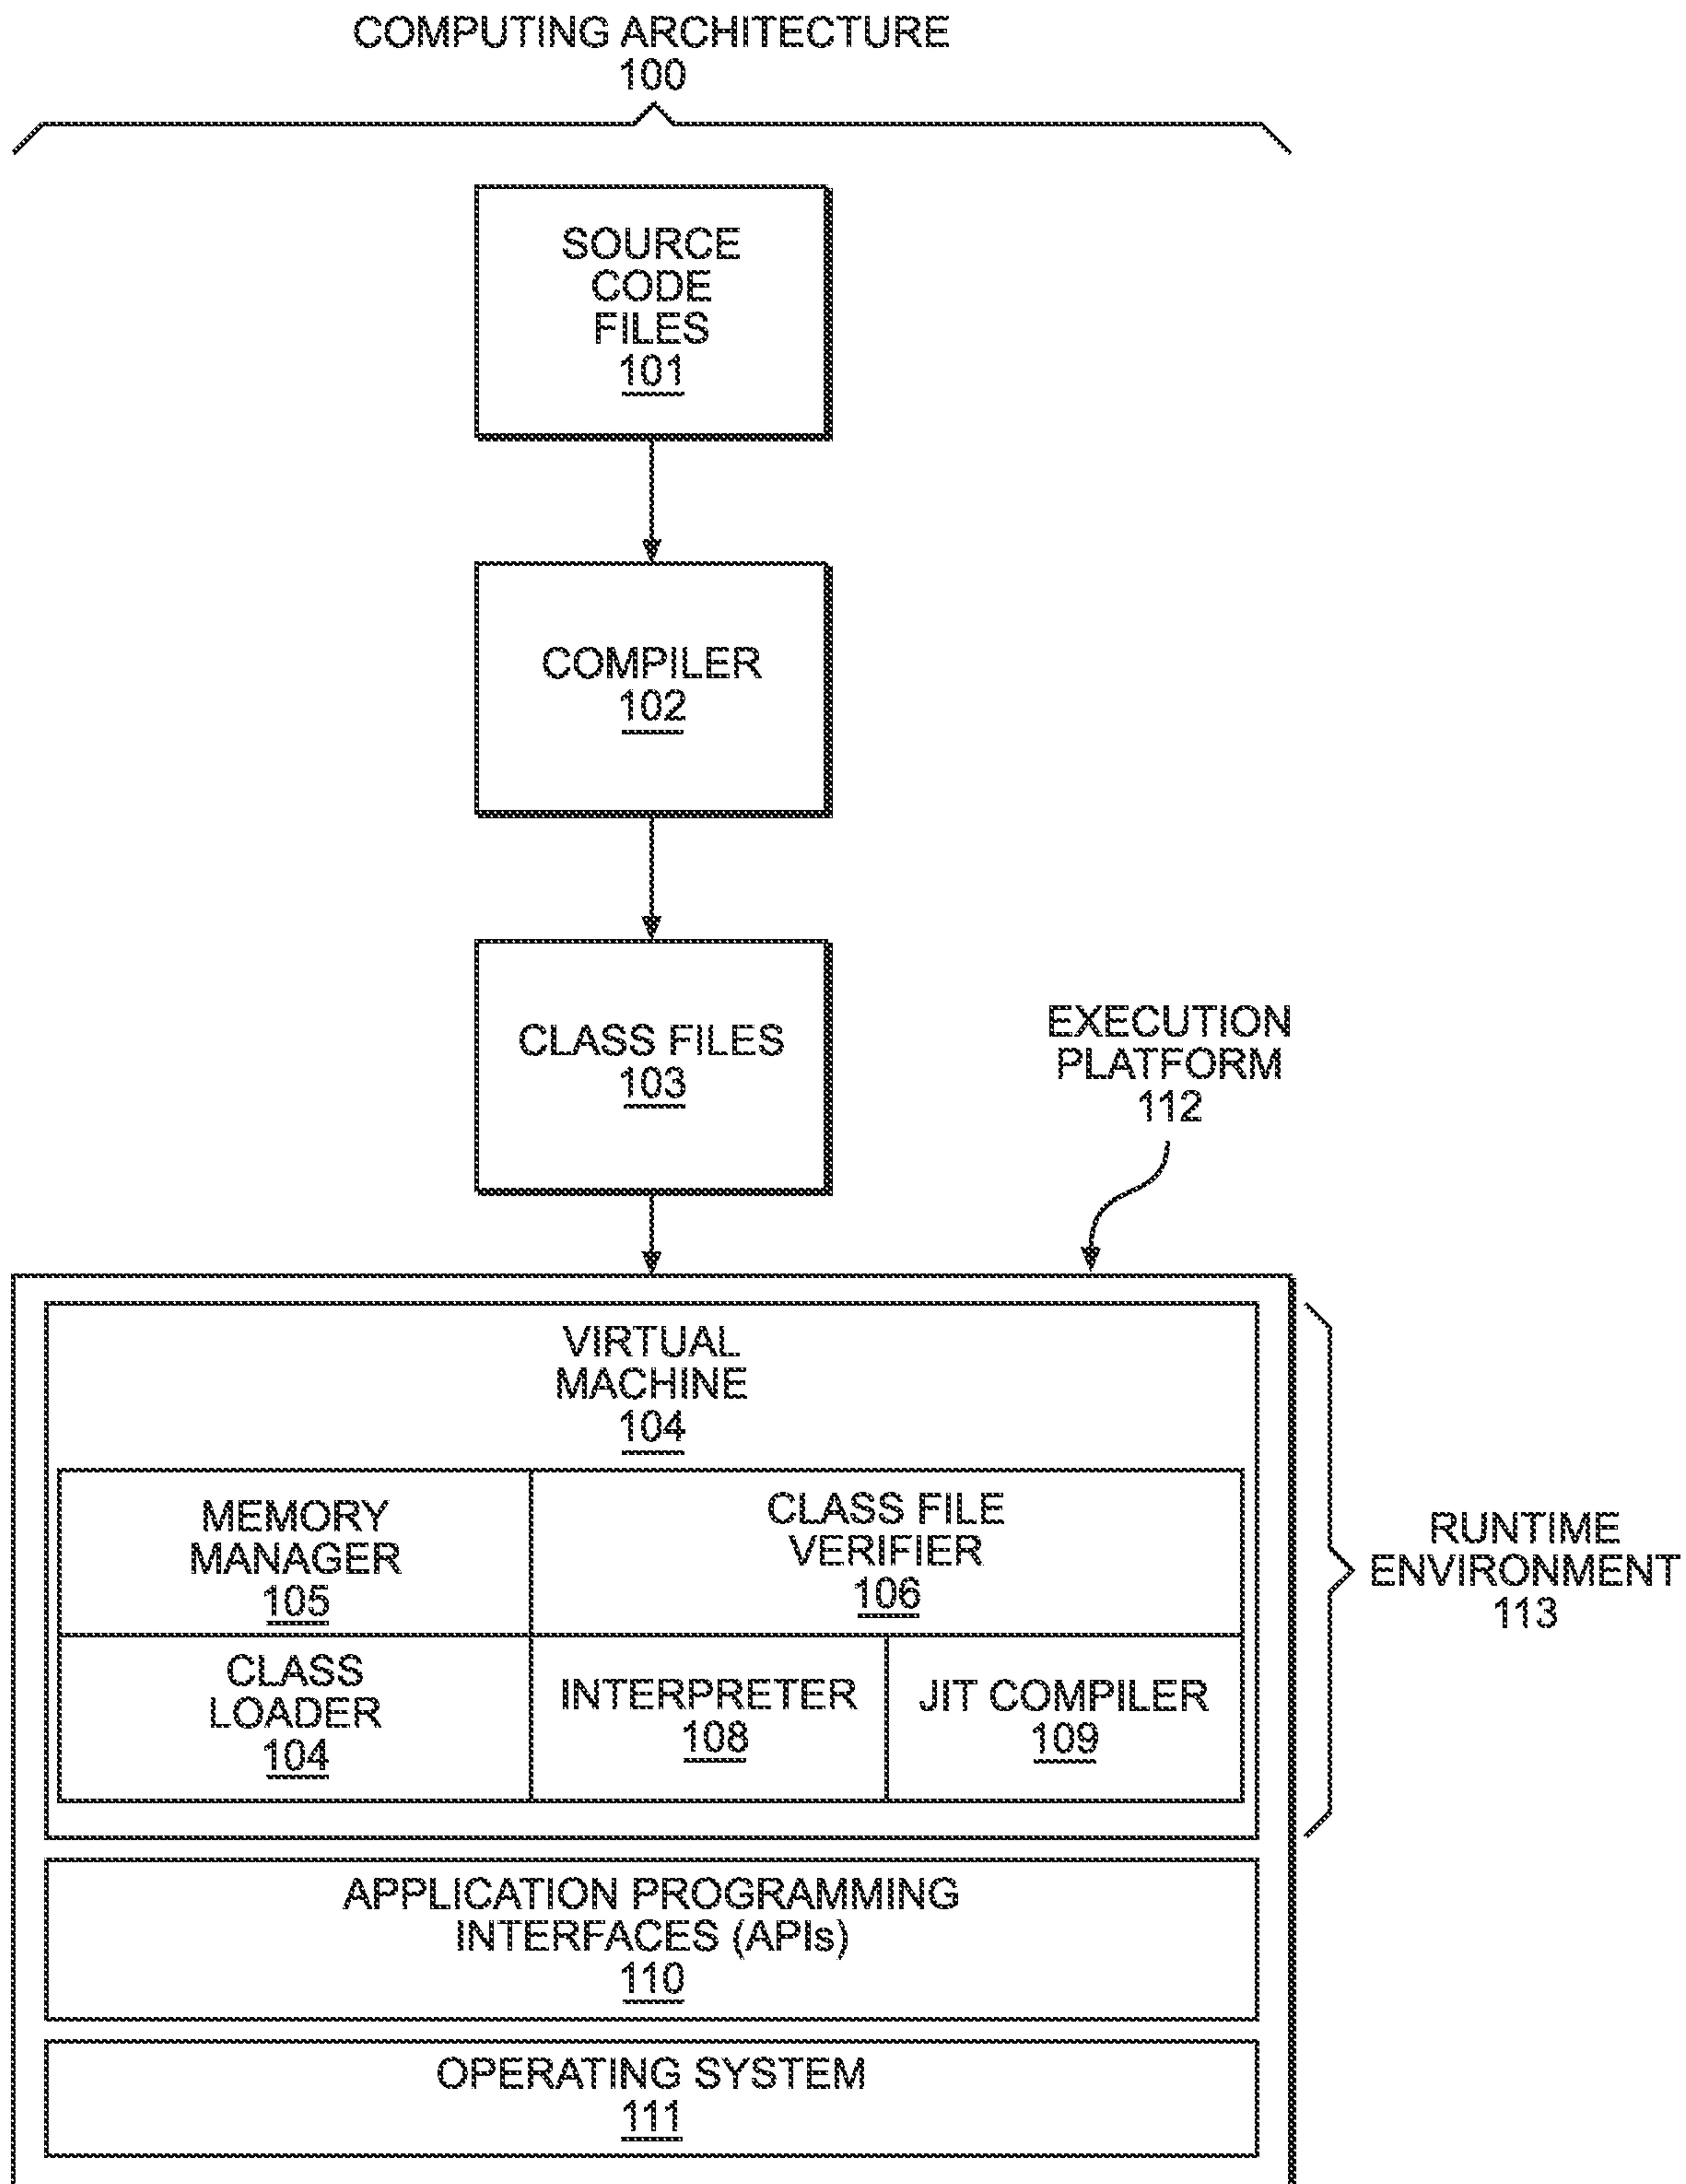 COMPUTING ARCHITECTURE
100
SOURCE
CODE
FILES
101
COMPILER
102
CLASS FILES
103
EXECUTION
PLATFORM
112
VIRTUAL
MACHINE
104
MEMORY
MANAGER
105
CLASS FILE
VERIFIER
106
CLASS
LOADER
104
INTERPRETER
108
JIT COMPILER
109
RUNTIME
ENVIRONMENT
113
APPLICATION PROGRAMMING
INTERFACES (APIs)
110
OPERATING SYSTEM
111